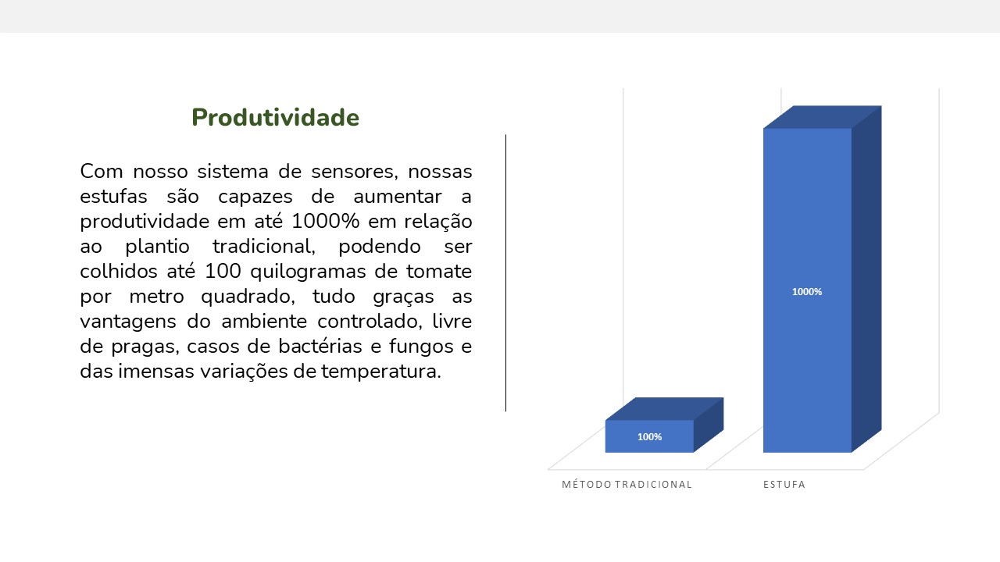 Produtividade
Com nosso sistema de sensores, nossas
estufas são capazes de aumentar a
produtividade em até 1000% em relação
ao plantio tradicional, podendo ser
colhidos até 100 quilogramas de tomate
por metro quadrado, tudo graças as
vantagens do ambiente controlado, livre
de pragas, casos de bactérias e fungos e
das imensas variações de temperatura.
1000%
100%
MÉTODO TRADICIONAL
ESTUFA